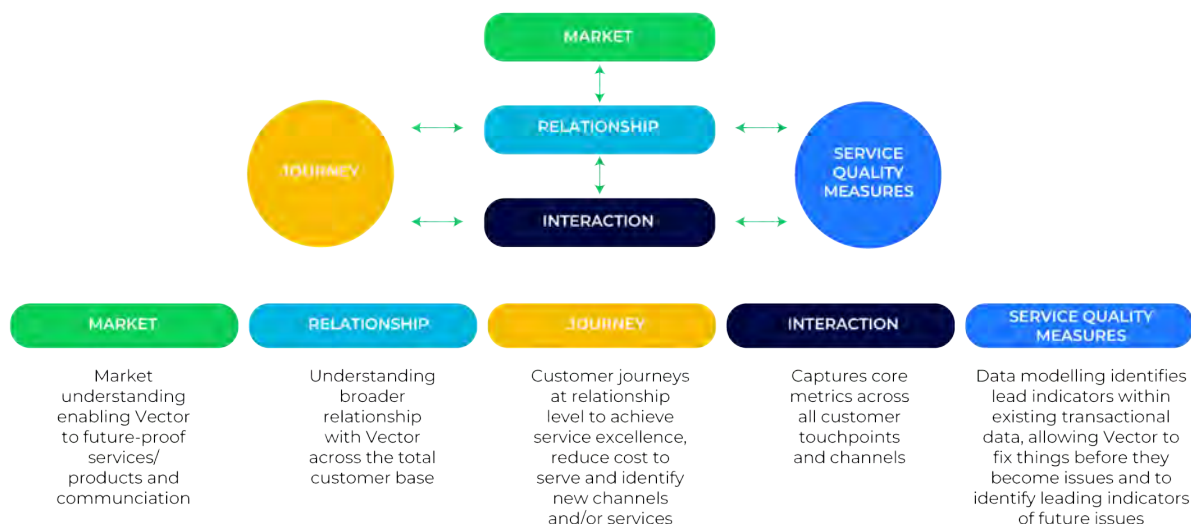 MARKET
RELATIONSHIP
JOURNEY
SERVICE
QUALITY
MEASURES
INTERACTION
MARKET
Market
understanding
enabling Vector
to future-proof
services/
products and
communciation
RELATIONSHIP
Understanding
broader
relationship
with Vector
across the total
customer base
JOURNEY
Customer journeys
at relationship
level to achieve
service excellence,
reduce cost to
serve and identify
new channels
and/or services
INTERACTION
Captures core
metrics across
all customer
touchpoints
and channels
SERVICE QUALITY
MEASURES
Data modelling identifies
lead indicators within
existing transactional
data, allowing Vector to
fix things before they
become issues and to
identify leading indicators
of future issues